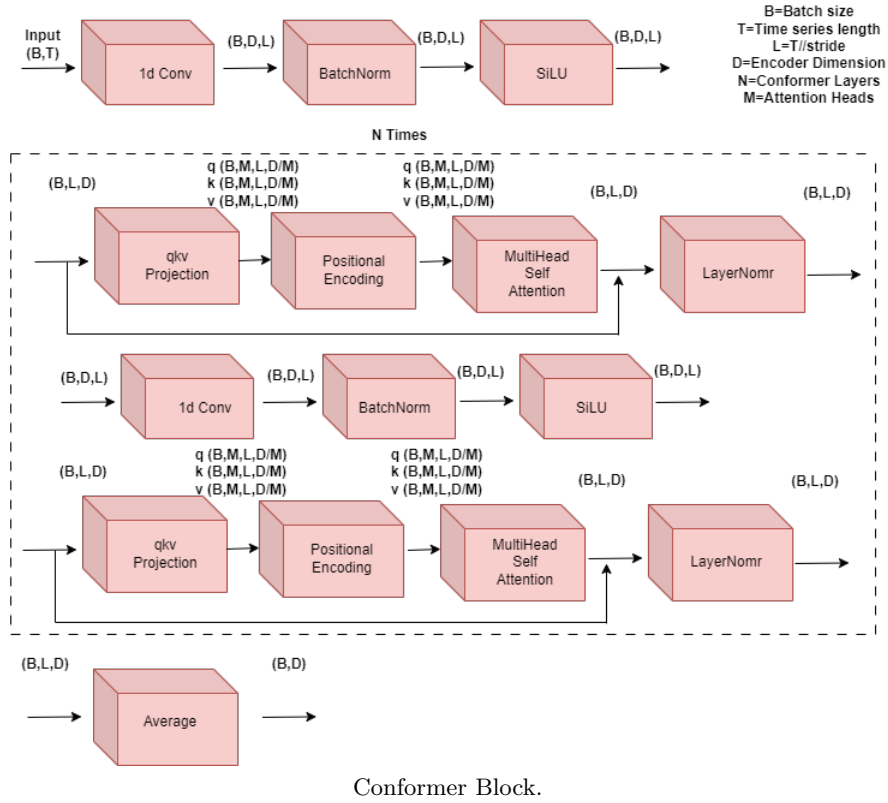 Input
(B,T)
1d Conv
(B,D,L)
BatchNorm
(B,D,L)
SiLU
(B,D,L)
B=Batch size
T=Time series length
L=T//stride
D=Encoder Dimension
N=Conformer Layers
M=Attention Heads
N Times
(B,L,D)
qkv
Projection
q (B,M,L,D/M)
k (B,M,L,D/M)
v (B,M,L,D/M)
Positional
Encoding
q (B,M,L,D/M)
k (B,M,L,D/M)
v (B,M,L,D/M)
MultiHead
Self
Attention
(B,L,D)
LayerNomr
(B,L,D)
(B,D,L)
1d Conv
(B,D,L)
BatchNorm
(B,D,L)
SiLU
(B,D,L)
(B,L,D)
qkv
Projection
q (B,M,L,D/M)
k (B,M,L,D/M)
v (B,M,L,D/M)
Positional
Encoding
q (B,M,L,D/M)
k (B,M,L,D/M)
v (B,M,L,D/M)
MultiHead
Self
Attention
(B,L,D)
LayerNomr
(B,L,D)
(B,L,D)
Average
(B,D)
Conformer Block.